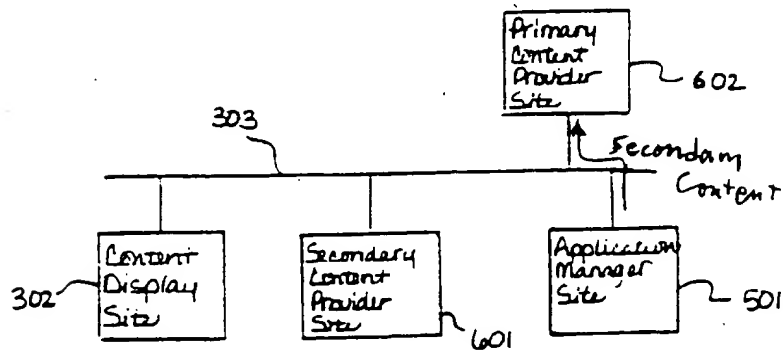 Primary
Content
Provider
Site
602
303
Secondary
Content
Content
Display
Site
302
Secondary
Content
Provider
Site
601
Application
Manager
Site
501